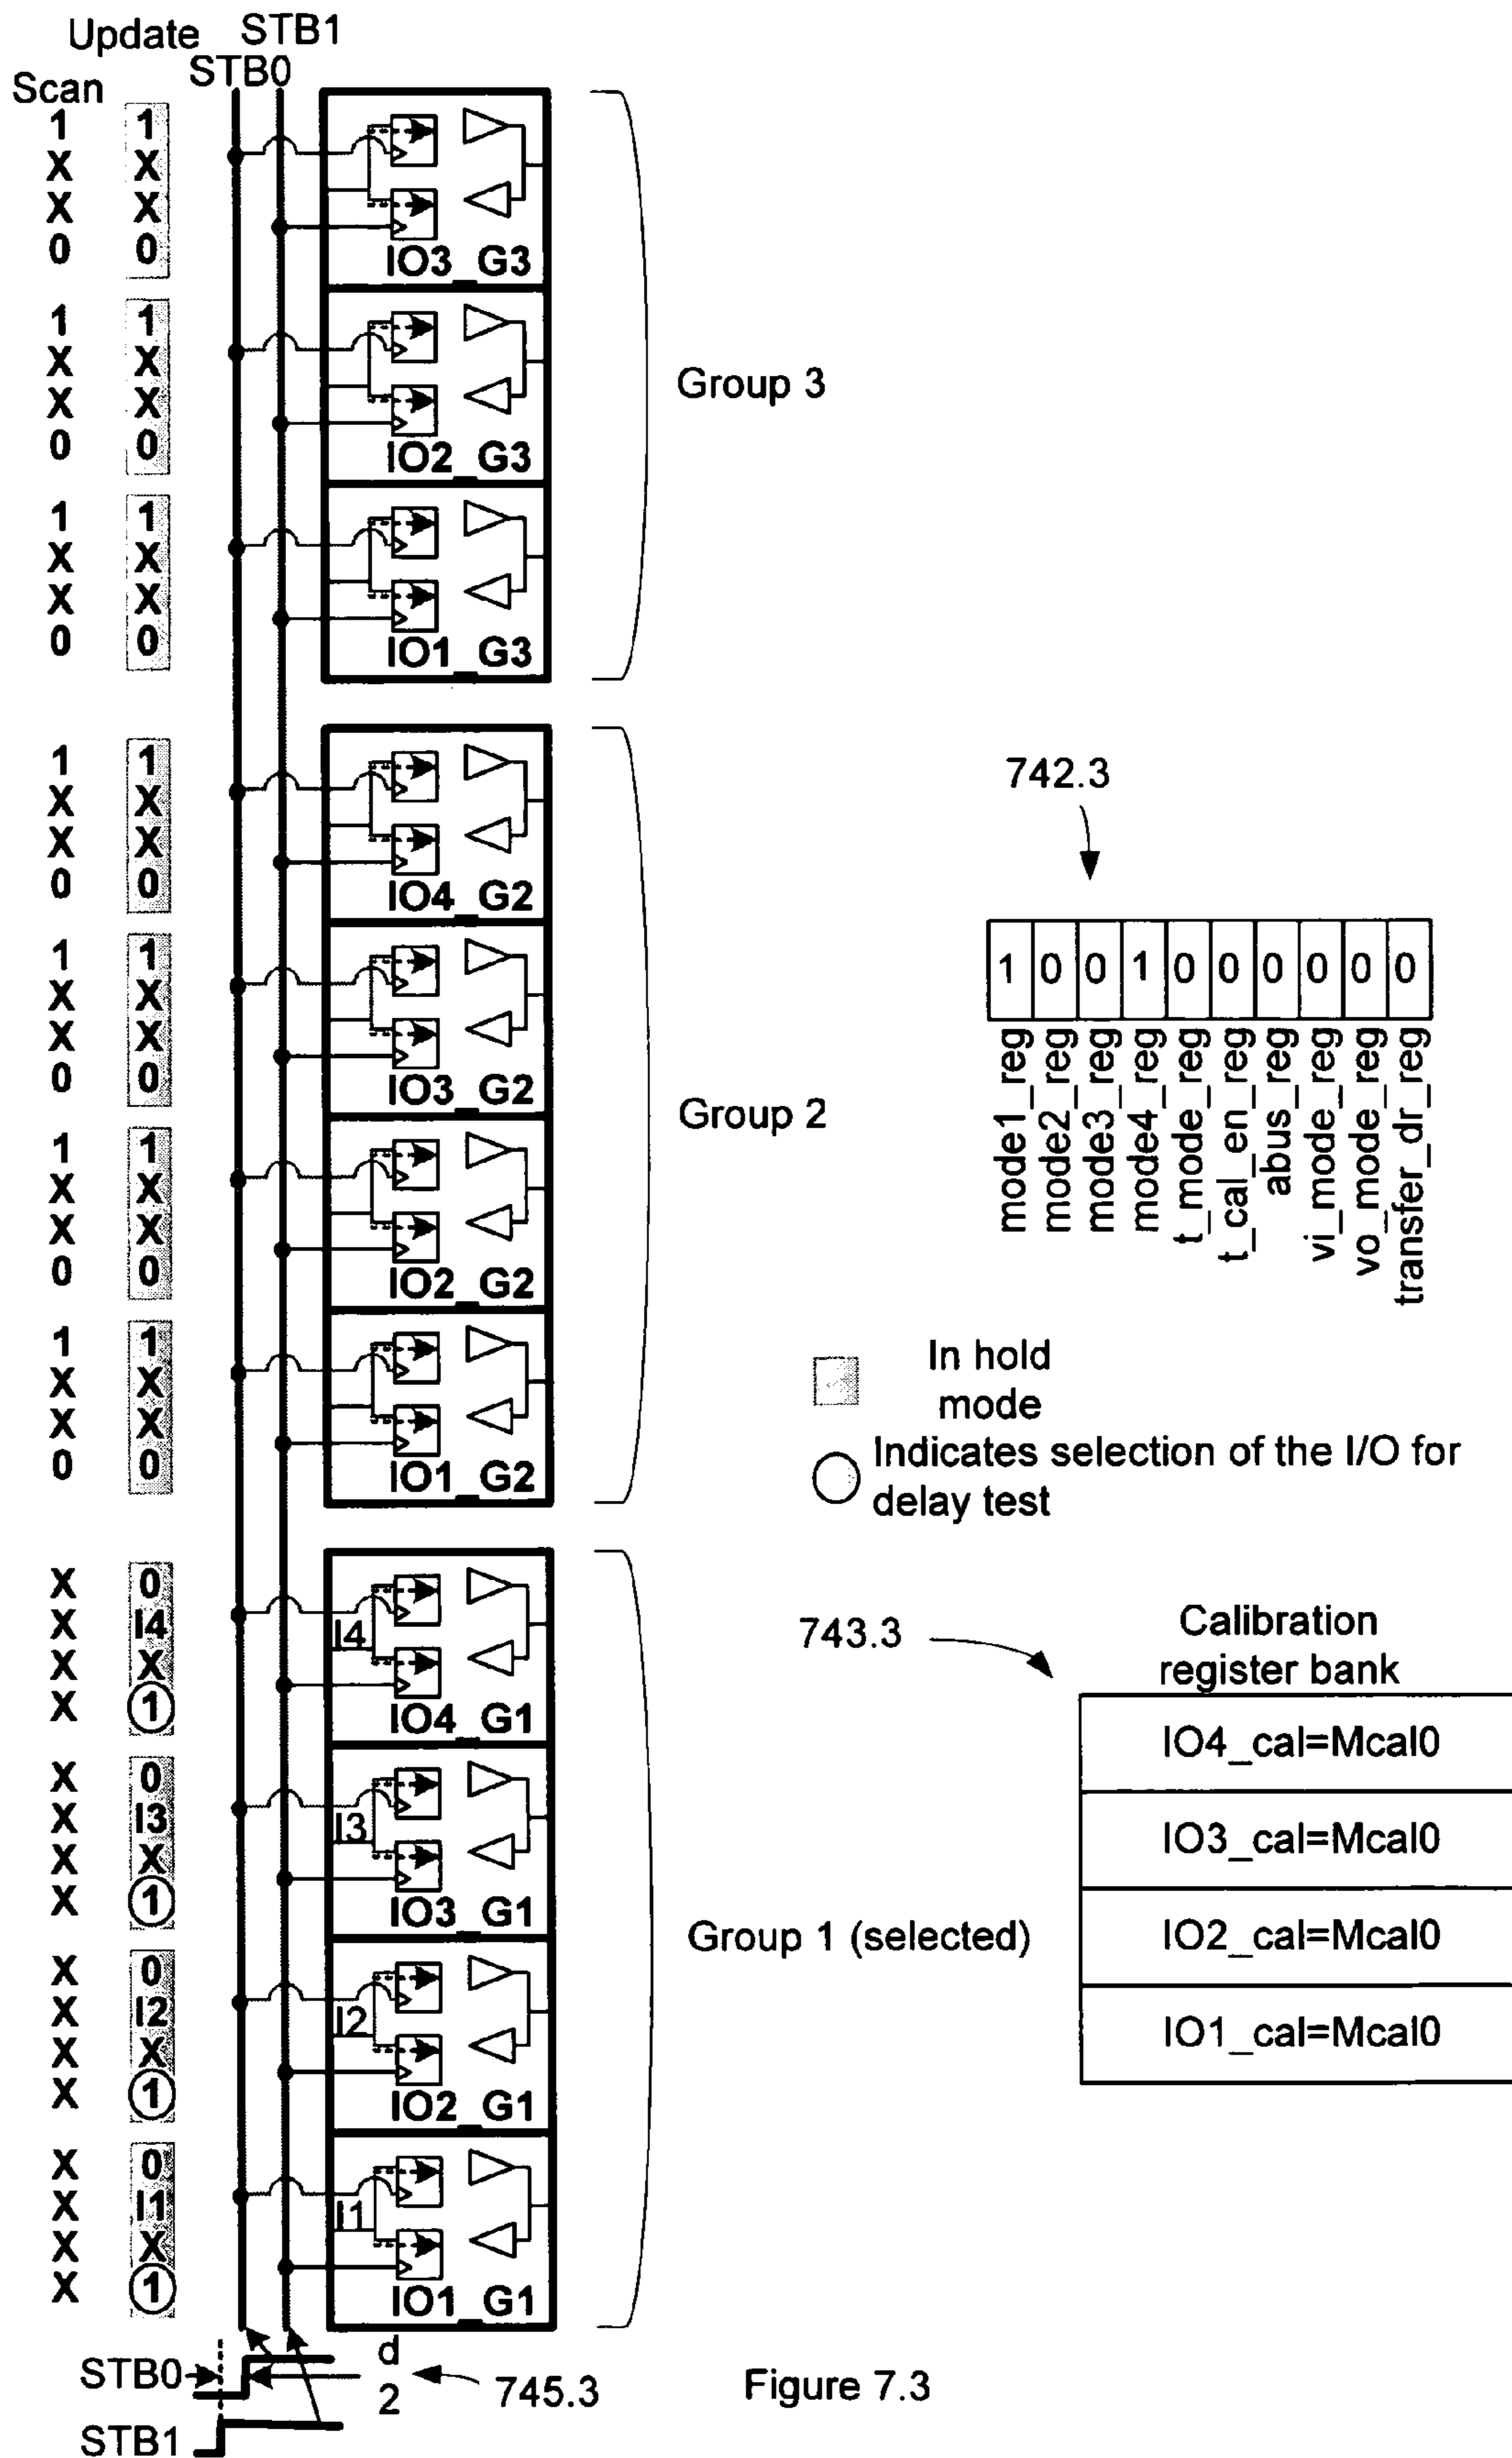 Update STB1
Scan STB0
1 1
X X
X X
0 0
IO3_G3
1 1
X X
X X
0 0
IO2_G3
1 1
X X
X X
0 0
IO1_G3
Group 3
1 1
X X
X X
0 0
IO4_G2
1 1
X X
X X
0 0
IO3_G2
1 1
X X
X X
0 0
IO2_G2
1 1
X X
X X
0 0
IO1_G2
Group 2
742.3
1 0 0 1 0 0 0 0 0 0
mode1_reg
mode2_reg
mode3_reg
mode4_reg
t_mode_reg
t_cal_en_reg
abus_reg
vi_mode_reg
vo_mode_reg
transfer_dr_reg
In hold
mode
Indicates selection of the I/O for
delay test
X 0
X I4
X X
X 1
I4
IO4_G1
X 0
X I3
X X
X 1
I3
IO3_G1
X 0
X I2
X X
X 1
I2
IO2_G1
X 0
X I1
X X
X 1
I1
IO1_G1
Group 1 (selected)
743.3
Calibration
register bank
IO4_cal=Mcal0
IO3_cal=Mcal0
IO2_cal=Mcal0
IO1_cal=Mcal0
STB0
d
2
745.3
STB1
Figure 7.3